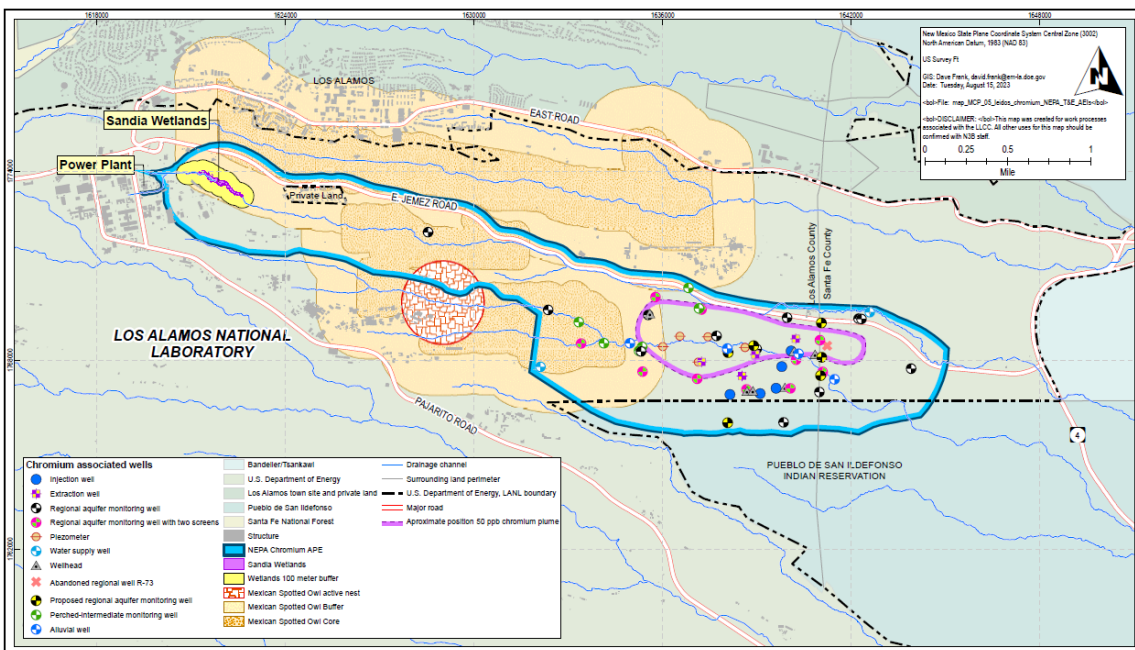 1618000
1624000
1630000
1636000
1642000
1648000
New Mexico State Plane Coordinate System Central Zone (3002)
North American Datum, 1983 (NAD 83)
US Survey Ft
GIS: Dave Frank, david.frank@em-la.doe.gov
Date: Tuesday, August 15, 2023
<bol>File: map_MCP_05_leidos_chromium_NEPA_T&E_AEIs</bol>
<bol>DISCLAIMER: </bol>This map was created for work processes
associated with the LLCC. All other uses for this map should be
confirmed with N3B staff.
N
0 0.25 0.5 1
Mile
LOS ALAMOS
EAST ROAD
Sandia Wetlands
Power Plant
1774000
Private Land
E. JEMEZ ROAD
Los Alamos County
Santa Fe County
LOS ALAMOS NATIONAL
LABORATORY
1768000
PAJARITO ROAD
4
PUEBLO DE SAN ILDEFONSO
INDIAN RESERVATION
1762000
Chromium associated wells
Injection well
Extraction well
Regional aquifer monitoring well
Regional aquifer monitoring well with two screens
Piezometer
Water supply well
Wellhead
Abandoned regional well R-73
Proposed regional aquifer monitoring well
Perched-intermediate monitoring well
Alluvial well
Bandelier/Tsankawi
U.S. Department of Energy
Los Alamos town site and private land
Pueblo de San Ildefonso
Santa Fe National Forest
Structure
NEPA Chromium APE
Sandia Wetlands
Wetlands 100 meter buffer
Mexican Spotted Owl active nest
Mexican Spotted Owl Buffer
Mexican Spotted Owl Core
Drainage channel
Surrounding land perimeter
U.S. Department of Energy, LANL boundary
Major road
Aproximate position 50 ppb chromium plume